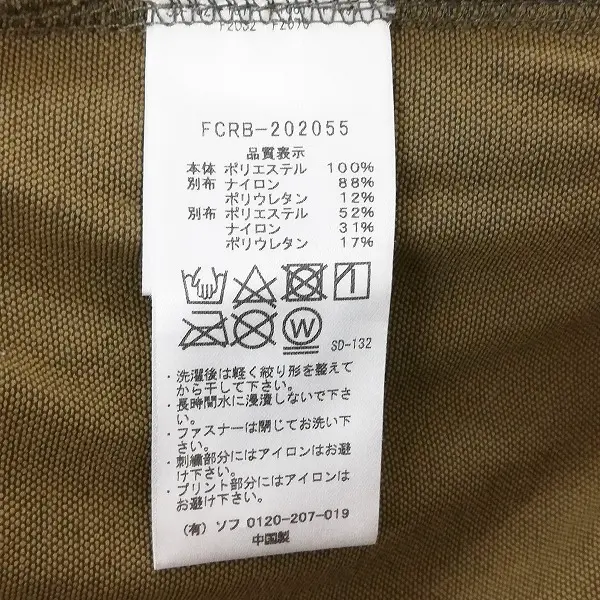 FCRB-202055
品質表示
本体 ポリエステル 100%
別布 ナイロン 88%
ポリウレタン 12%
別布 ポリエステル 52%
ナイロン 31%
ポリウレタン 17%
W
SD-132
・洗濯後は軽く絞り形を整えて
から干して下さい。
・長時間水に浸漬しないで下さ
い。
・ファスナーは閉じてお洗い下
さい。
・刺繍部分にはアイロンはお避
け下さい。
・プリント部分にはアイロンは
お避け下さい。
(有) ソフ 0120-207-019
中国製